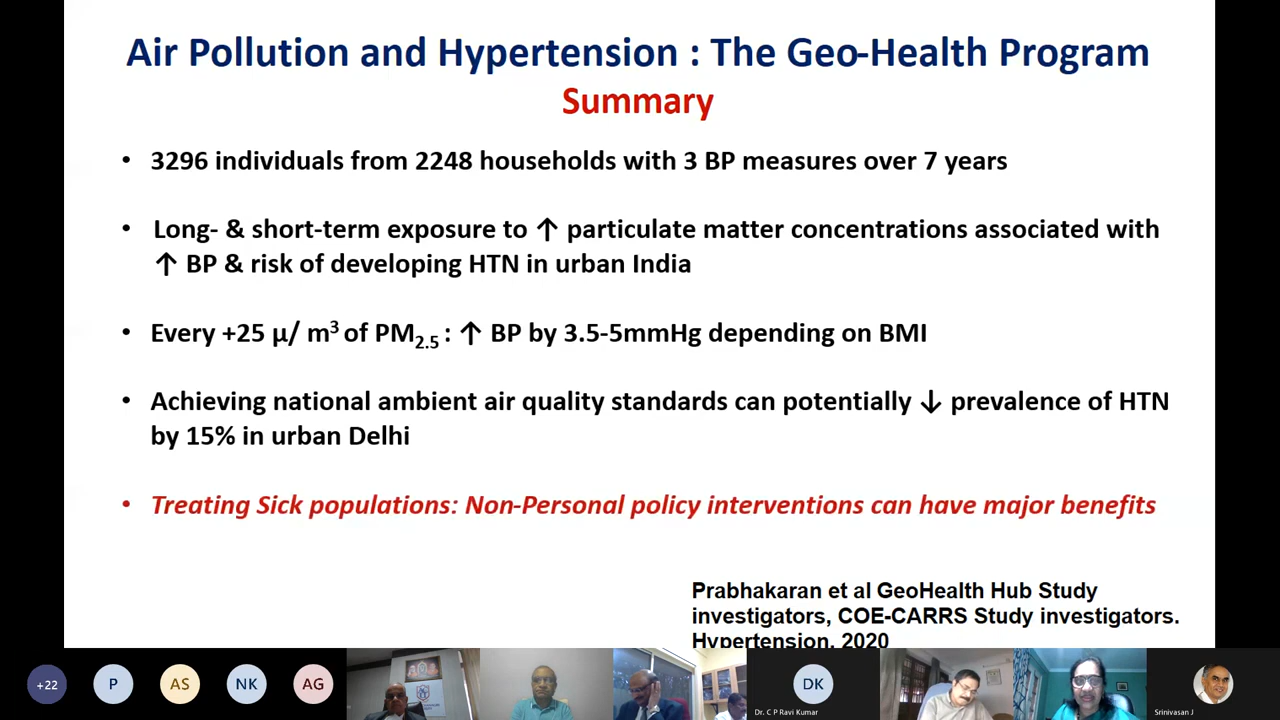 Air Pollution and Hypertension : The Geo-Health Program
Summary
• 3296 individuals from 2248 households with 3 BP measures over 7 years
• Long- & short-term exposure to ↑ particulate matter concentrations associated with
↑ BP & risk of developing HTN in urban India
• Every +25 µ/ m³ of PM₂.₅ : ↑ BP by 3.5-5mmHg depending on BMI
• Achieving national ambient air quality standards can potentially ↓ prevalence of HTN
by 15% in urban Delhi
• Treating Sick populations: Non-Personal policy interventions can have major benefits
Prabhakaran et al GeoHealth Hub Study
investigators, COE-CARRS Study investigators.
Hypertension, 2020
+22 P AS NK AG DK
Dr. C P Ravi Kumar
Srinivasan J